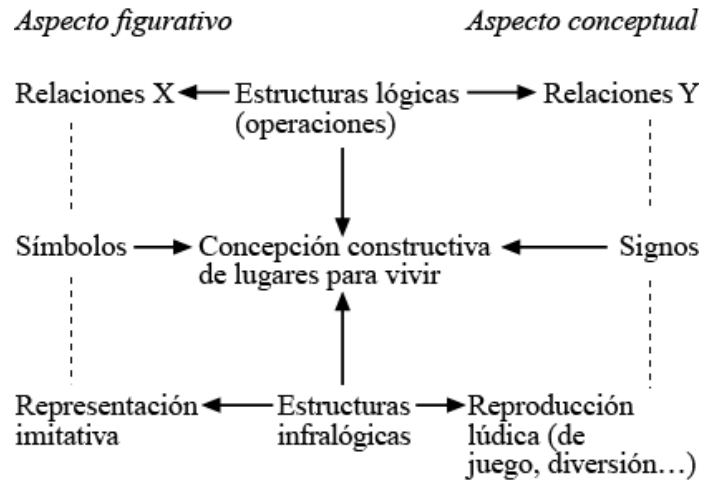 Aspecto figurativo
Aspecto conceptual
Relaciones X
Estructuras lógicas
(operaciones)
Relaciones Y
Símbolos
Concepción constructiva
de lugares para vivir
Signos
Representación
imitativa
Estructuras
infralógicas
Reproducción
lúdica (de
juego, diversión...)